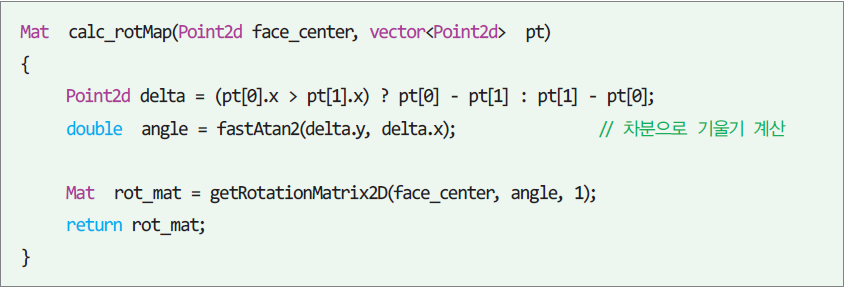 Mat  calc_rotMap(Point2d face_center, vector<Point2d>  pt)
{
Point2d delta = (pt[0].x > pt[1].x) ? pt[0] - pt[1] : pt[1] - pt[0];
double  angle = fastAtan2(delta.y, delta.x);                // 차분으로 기울기 계산
Mat  rot_mat = getRotationMatrix2D(face_center, angle, 1);
return rot_mat;
}